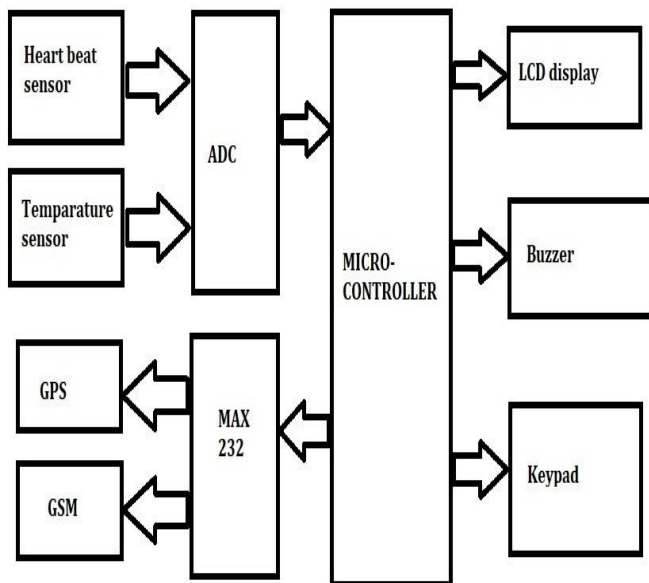 Heart beat
sensor
Temparature
sensor
ADC
MICRO-
CONTROLLER
LCD display
Buzzer
Keypad
GPS
GSM
MAX
232